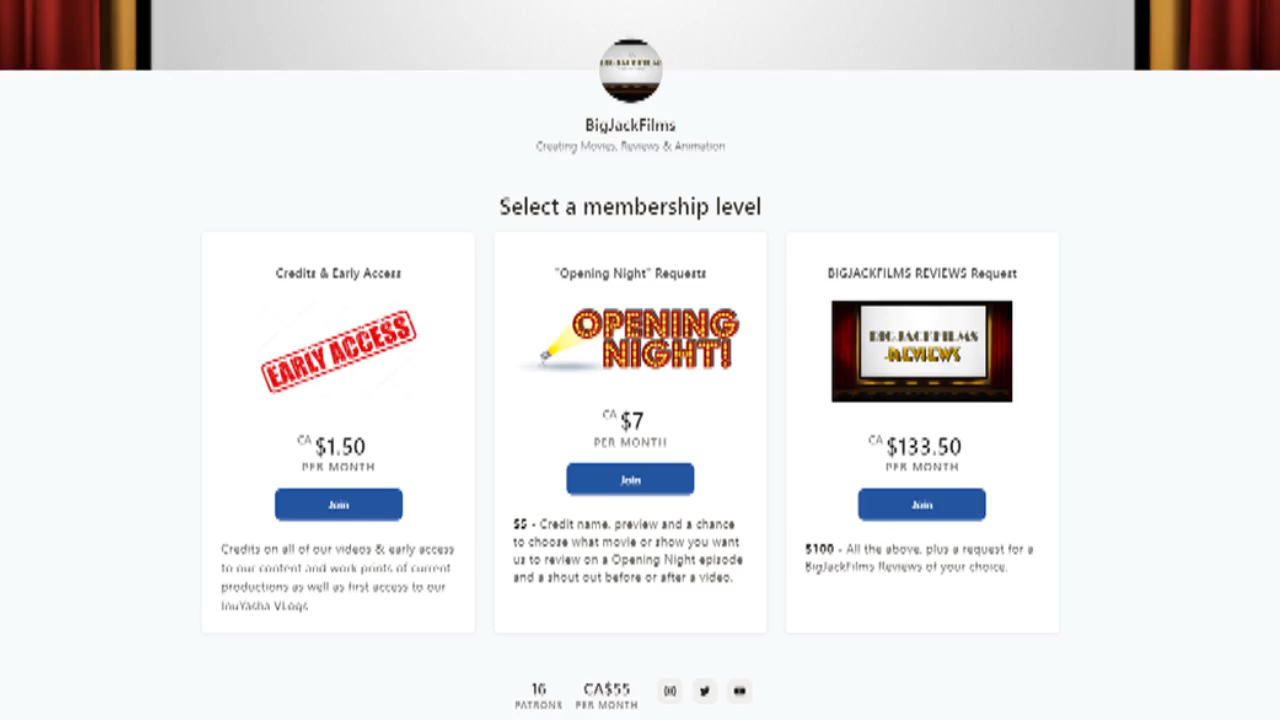 BigJackFilms
Creating Movies, Reviews & Animation
Select a membership level
Credits & Early Access
EARLY ACCESS
CA $1.50
PER MONTH
Join
Credits on all of our videos & early access
to our content and work prints of current
productions as well as first access to our
InuYasha VLogs
"Opening Night" Requests
OPENING
NIGHT!
CA $7
PER MONTH
Join
$5 - Credit name, preview and a chance
to choose what movie or show you want
us to review on a Opening Night episode
and a shout out before or after a video.
BIGJACKFILMS REVIEWS Request
BIGJACKFILMS
REVIEWS
CA $133.50
PER MONTH
Join
$100 - All the above, plus a request for a
BigJackFilms Reviews of your choice.
16
PATRONS
CA$55
PER MONTH